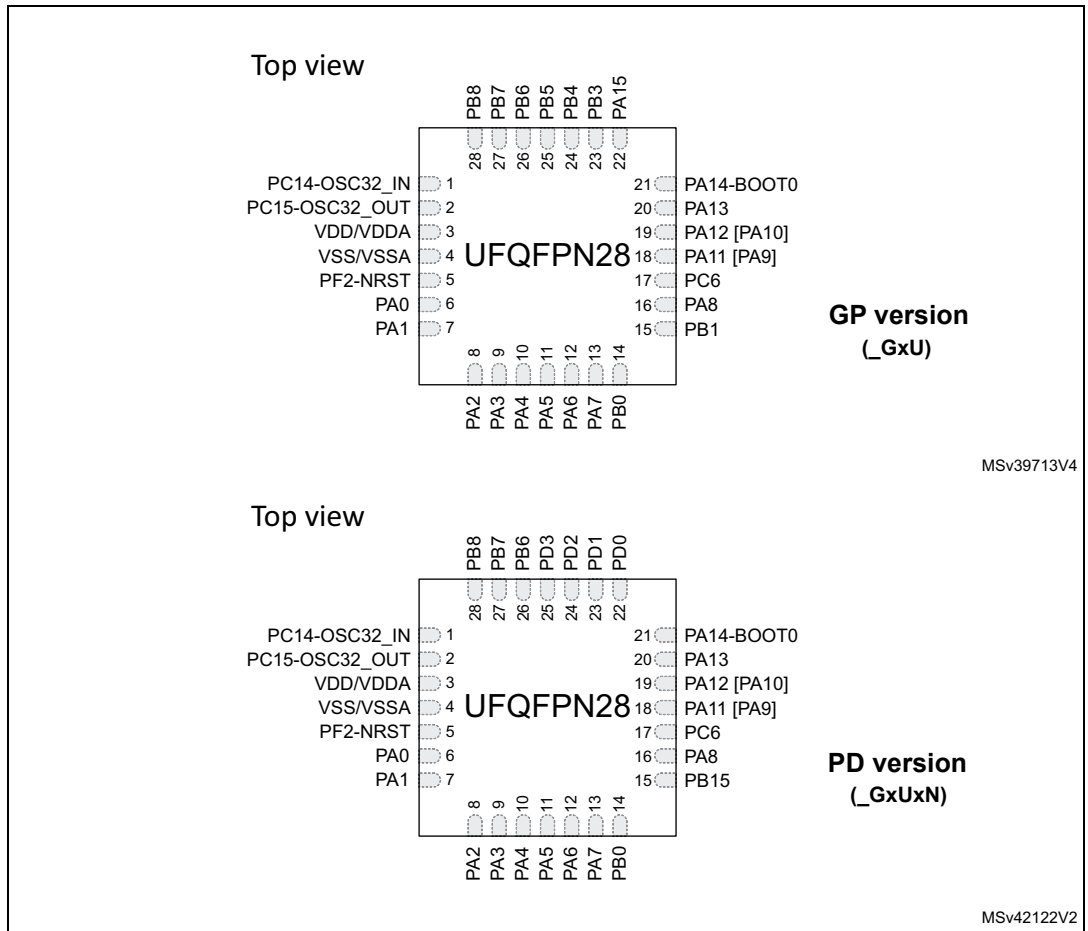 Top view
PB8 PB7 PB6 PB5 PB4 PB3 PA15
28 27 26 25 24 23 22
PC14-OSC32_IN 1 21 PA14-BOOT0
PC15-OSC32_OUT 2 20 PA13
VDD/VDDA 3 19 PA12 [PA10]
VSS/VSSA 4 UFQFPN28 18 PA11 [PA9]
PF2-NRST 5 17 PC6
PA0 6 16 PA8
PA1 7 15 PB1
8 9 10 11 12 13 14
PA2 PA3 PA4 PA5 PA6 PA7 PB0
GP version
(_GxU)
MSv39713V4
Top view
PB8 PB7 PB6 PD3 PD2 PD1 PD0
28 27 26 25 24 23 22
PC14-OSC32_IN 1 21 PA14-BOOT0
PC15-OSC32_OUT 2 20 PA13
VDD/VDDA 3 19 PA12 [PA10]
VSS/VSSA 4 UFQFPN28 18 PA11 [PA9]
PF2-NRST 5 17 PC6
PA0 6 16 PA8
PA1 7 15 PB15
8 9 10 11 12 13 14
PA2 PA3 PA4 PA5 PA6 PA7 PB0
PD version
(_GxUxN)
MSv42122V2